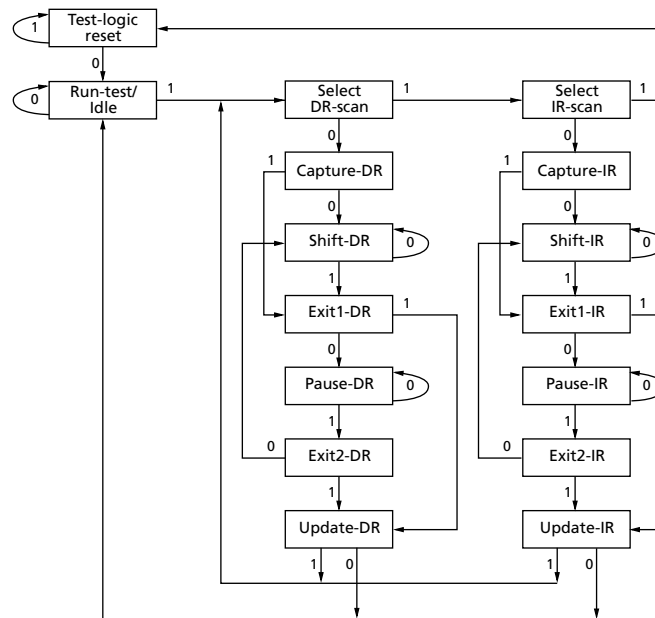 Test-logic
reset
1
0
Run-test/
Idle
0
1
Select
DR-scan
1
Select
IR-scan
1
0
0
1
Capture-DR
1
Capture-IR
0
0
Shift-DR
0
Shift-IR
0
1
1
Exit1-DR
1
Exit1-IR
1
0
0
Pause-DR
0
Pause-IR
0
1
1
0
Exit2-DR
0
Exit2-IR
1
1
Update-DR
Update-IR
1
0
1
0